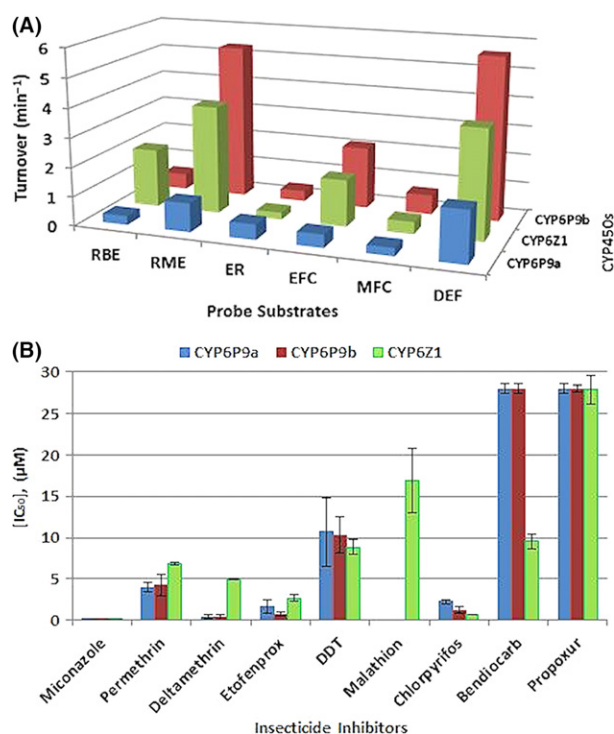 (A)
Turnover (min⁻¹)
6
5
4
3
2
1
0
RBE
RME
ER
EFC
MFC
DEF
CYP6P9b
CYP6Z1
CYP6P9a
CYP450s
Probe Substrates
(B)
CYP6P9a CYP6P9b CYP6Z1
[IC₅₀], (µM)
30
25
20
15
10
5
0
Miconazole
Permethrin
Deltamethrin
Etofenprox
DDT
Malathion
Chlorpyrifos
Bendiocarb
Propoxur
Insecticide Inhibitors